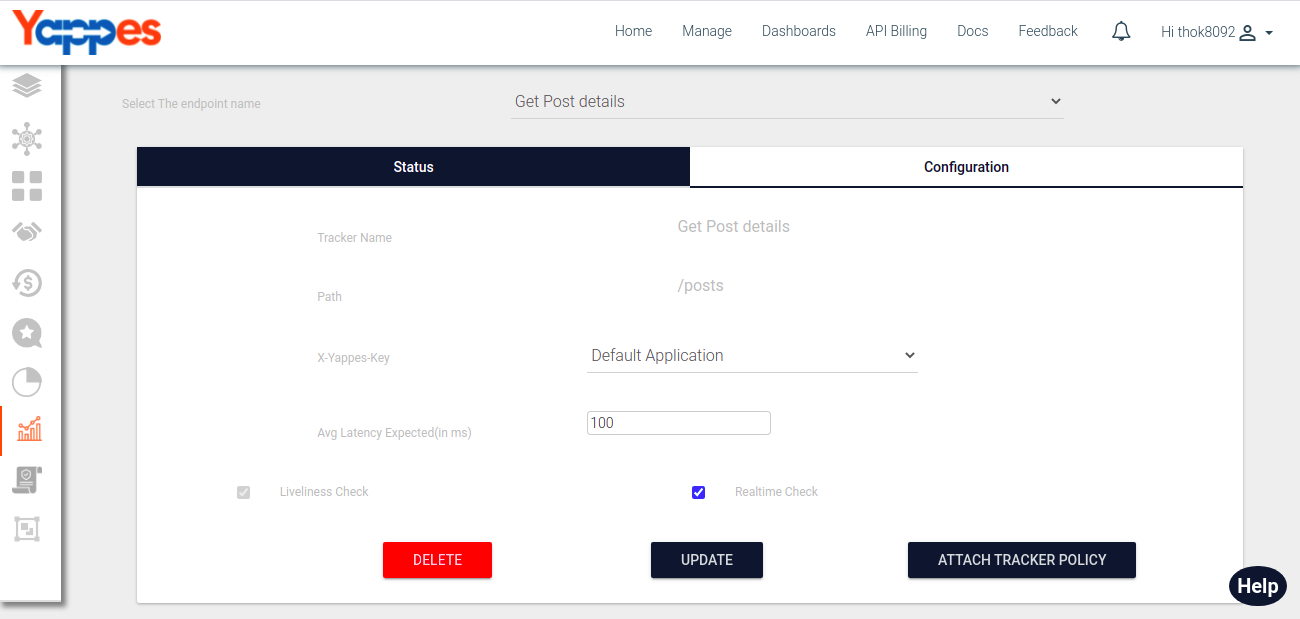 Yappes
Home Manage Dashboards API Billing Docs Feedback Hi thok8092
Select The endpoint name Get Post details
Status Configuration
Tracker Name Get Post details
Path /posts
X-Yappes-Key Default Application
Avg Latency Expected(in ms) 100
Liveliness Check Realtime Check
DELETE UPDATE ATTACH TRACKER POLICY
Help